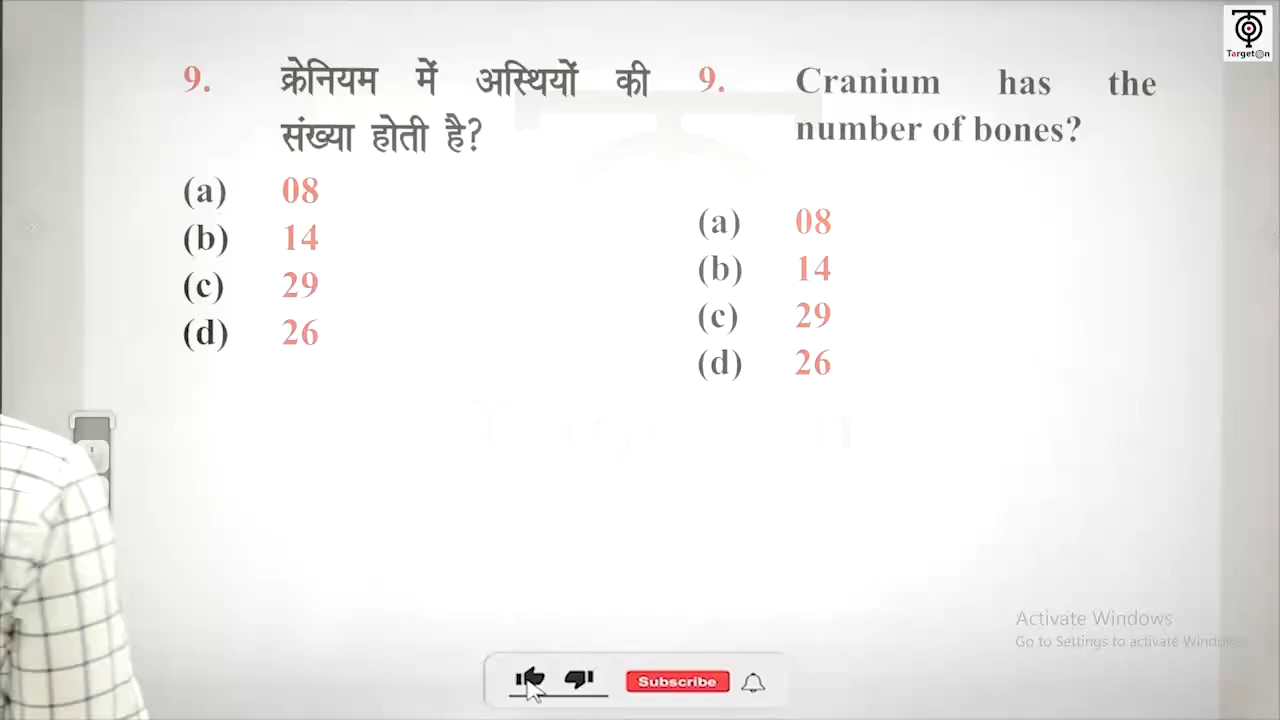 9. क्रेनियम में अस्थियों की
संख्या होती है?
(a) 08
(b) 14
(c) 29
(d) 26
9. Cranium has the
number of bones?
(a) 08
(b) 14
(c) 29
(d) 26
Target@n
Activate Windows
Go to Settings to activate Windows
Subscribe